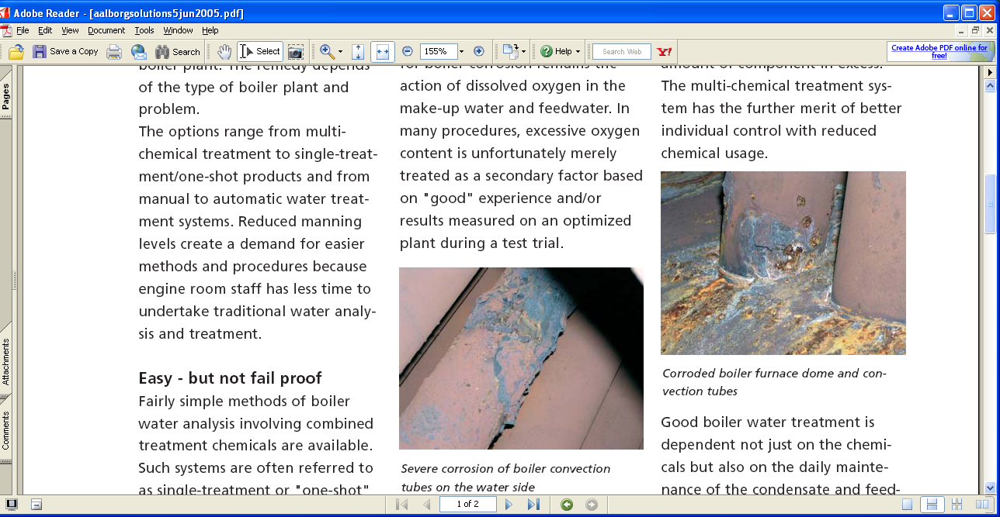 Adobe Reader - [aalborgsolutions5jun2005.pdf]
File Edit View Document Tools Window Help
Save a Copy Search Select 155% Help Search Web Y!
Create Adobe PDF online for free!
Pages
Attachments
Comments
boiler plant. The remedy depends
of the type of boiler plant and
problem.
The options range from multi-
chemical treatment to single-treat-
ment/one-shot products and from
manual to automatic water treat-
ment systems. Reduced manning
levels create a demand for easier
methods and procedures because
engine room staff has less time to
undertake traditional water analy-
sis and treatment.
Easy - but not fail proof
Fairly simple methods of boiler
water analysis involving combined
treatment chemicals are available.
Such systems are often referred to
as single-treatment or "one-shot"
for boiler corrosion remains the
action of dissolved oxygen in the
make-up water and feedwater. In
many procedures, excessive oxygen
content is unfortunately merely
treated as a secondary factor based
on "good" experience and/or
results measured on an optimized
plant during a test trial.
Severe corrosion of boiler convection
tubes on the water side
amount of component in excess.
The multi-chemical treatment sys-
tem has the further merit of better
individual control with reduced
chemical usage.
Corroded boiler furnace dome and con-
vection tubes
Good boiler water treatment is
dependent not just on the chemi-
cals but also on the daily mainte-
nance of the condensate and feed-
1 of 2